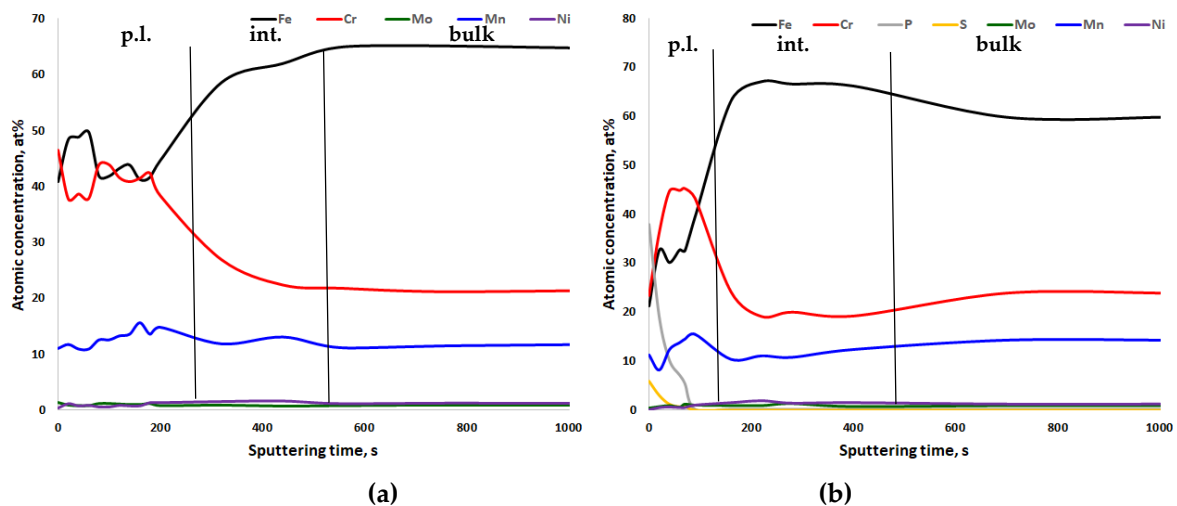 Fe Cr Mo Mn Ni
p.l. int. bulk
Atomic concentration, at%
70
60
50
40
30
20
10
0
0 200 400 600 800 1000
Sputtering time, s
(a)
Fe Cr P S Mo Mn Ni
p.l. int. bulk
Atomic concentration, at%
80
70
60
50
40
30
20
10
0
0 200 400 600 800 1000
Sputtering time, s
(b)